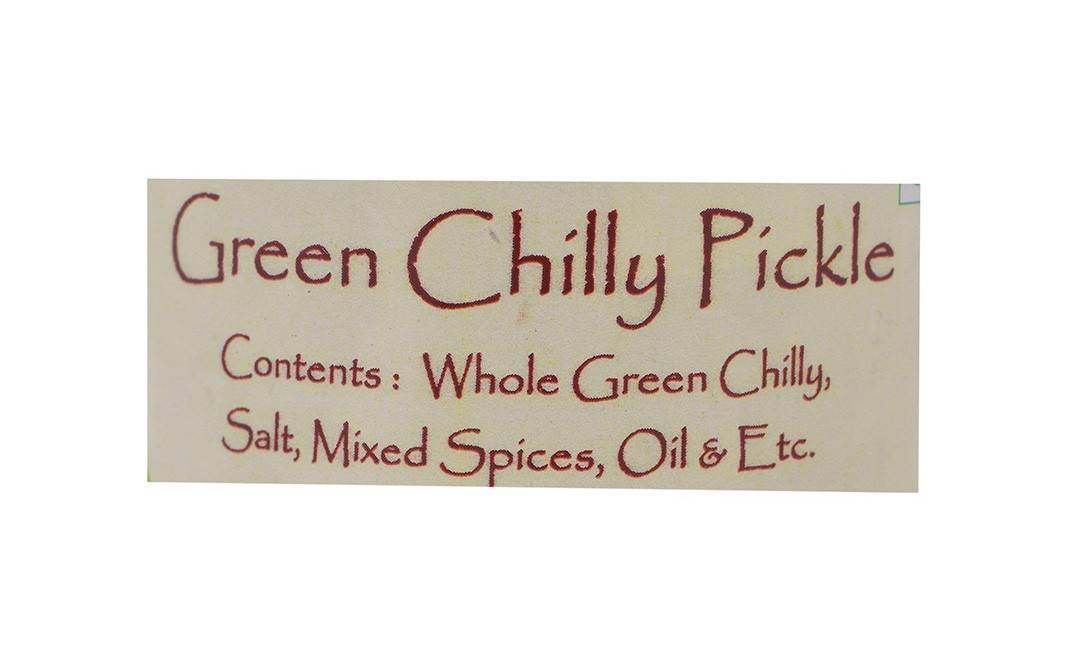 Green Chilly Pickle
Contents : Whole Green Chilly,
Salt, Mixed Spices, Oil & Etc.